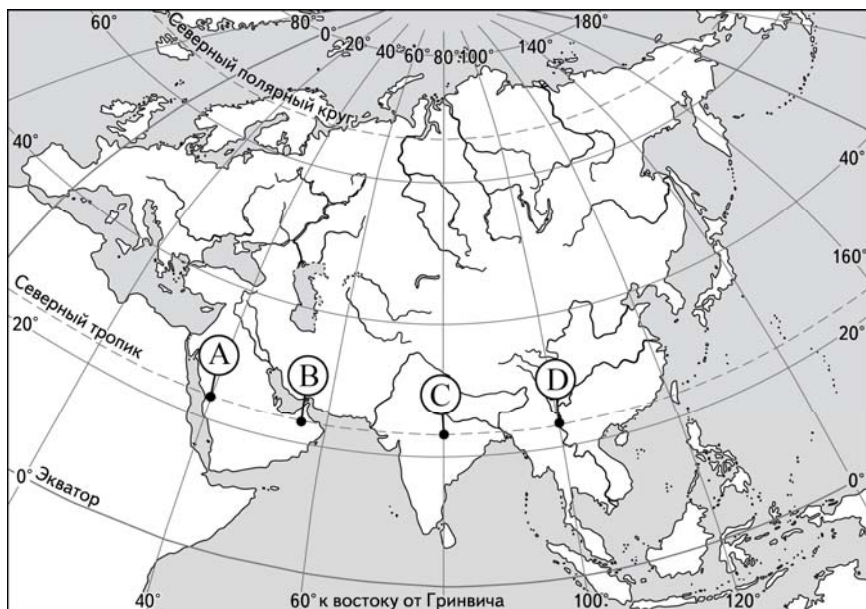 60°
80°
0°
20°
40°
60°
80°
100°
140°
180°
Северный полярный круг
40°
40°
160°
Северный тропик
20°
20°
A
B
C
D
0°
Экватор
0°
40°
60° к востоку от Гринвича
100°
120°